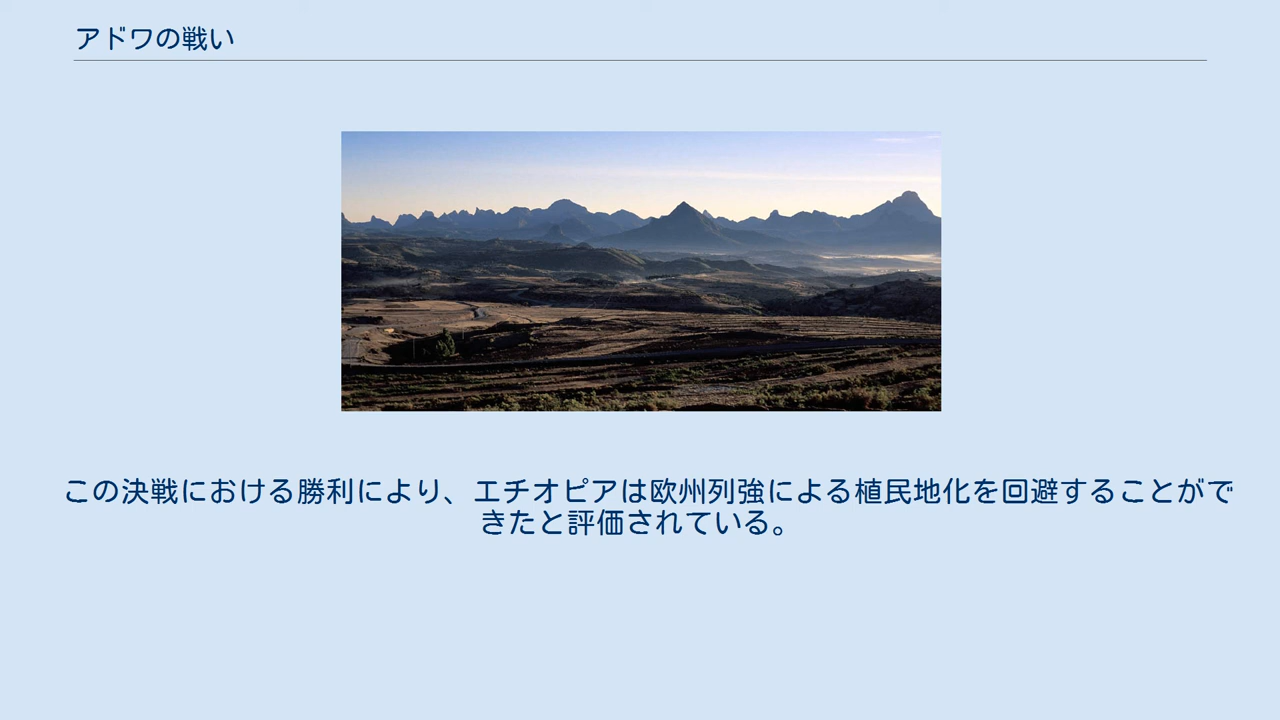 アドワの戦い
この決戦における勝利により、エチオピアは欧州列強による植民地化を回避することがで
きたと評価されている。